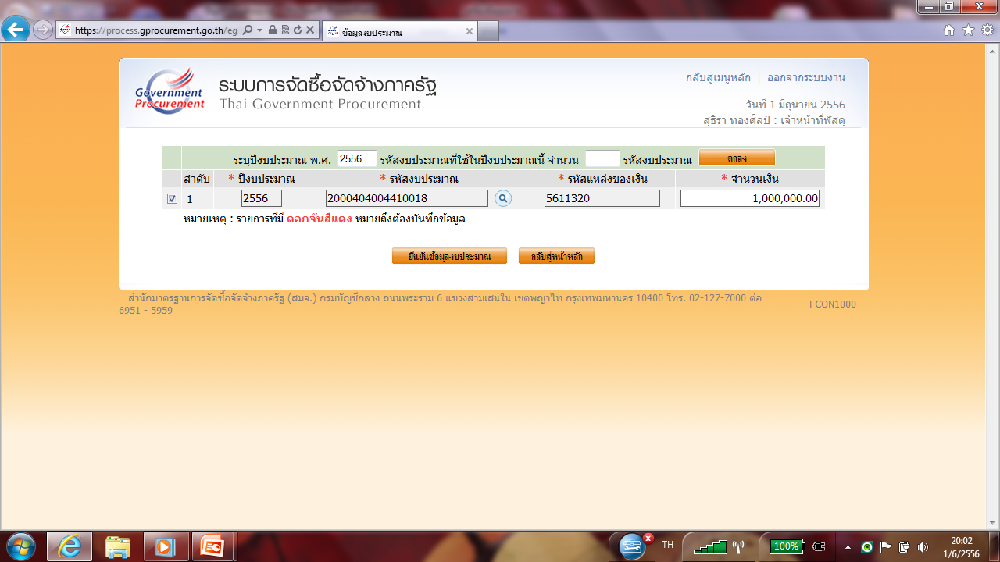 https://process.gprocurement.go.th/eg
ข้อมูลงบประมาณ
Government
Procurement
ระบบการจัดซื้อจัดจ้างภาครัฐ
Thai Government Procurement
กลับสู่เมนูหลัก | ออกจากระบบงาน
วันที่ 1 มิถุนายน 2556
สุธิรา ทองศิลป์ : เจ้าหน้าที่พัสดุ
ระบุปีงบประมาณ พ.ศ. 2556 รหัสงบประมาณที่ใช้ในปีงบประมาณนี้ จำนวน รหัสงบประมาณ ตกลง
ลำดับ * ปีงบประมาณ * รหัสงบประมาณ * รหัสแหล่งของเงิน * จำนวนเงิน
1 2556 2000404004410018 5611320 1,000,000.00
หมายเหตุ : รายการที่มี ดอกจันสีแดง หมายถึงต้องบันทึกข้อมูล
ยืนยันข้อมูลงบประมาณ กลับสู่หน้าหลัก
สำนักมาตรฐานการจัดซื้อจัดจ้างภาครัฐ (สมจ.) กรมบัญชีกลาง ถนนพระราม 6 แขวงสามเสนใน เขตพญาไท กรุงเทพมหานคร 10400 โทร. 02-127-7000 ต่อ
6951 - 5959
FCON1000
TH
100%
20:02
1/6/2556